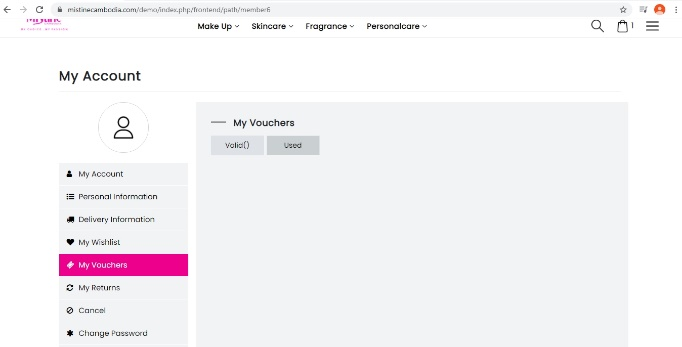 mistinecambodia.com/demo/index.php/frontend/path/member6
Make Up Skincare Fragrance Personalcare
1
My Account
My Vouchers
Valid() Used
My Account
Personal Information
Delivery Information
My Wishlist
My Vouchers
My Returns
Cancel
Change Password